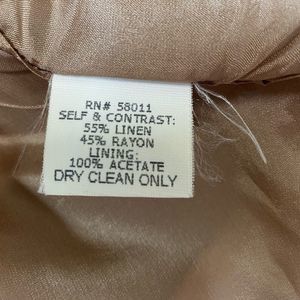 RN# 58011
SELF & CONTRAST:
55% LINEN
45% RAYON
LINING:
100% ACETATE
DRY CLEAN ONLY